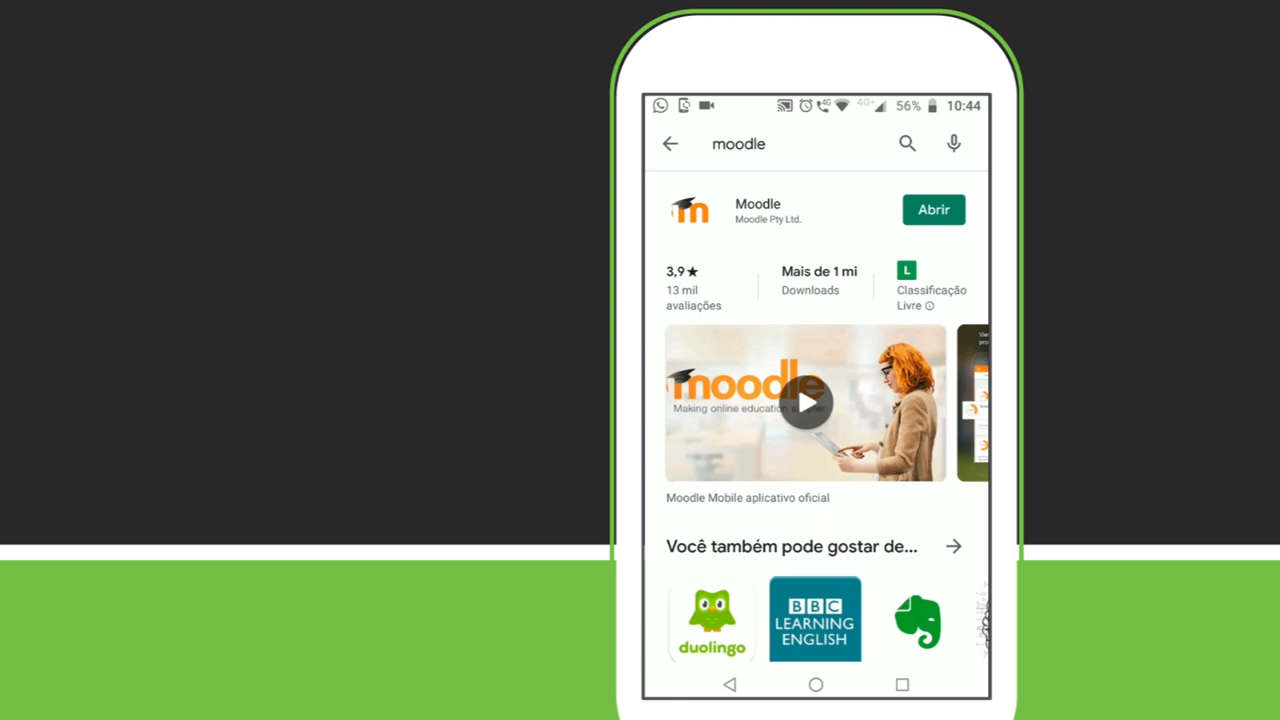 4G 4G+ 56% 10:44
moodle
m
Moodle
Moodle Pty Ltd.
Abrir
3,9★
13 mil
avaliações
Mais de 1 mi
Downloads
L
Classificação
Livre
moodle
Making online education
Moodle Mobile aplicativo oficial
Você também pode gostar de...
duolingo
BBC
LEARNING
ENGLISH